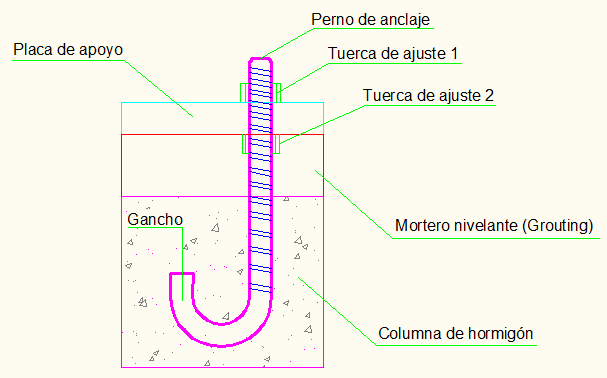 Perno de anclaje
Placa de apoyo
Tuerca de ajuste 1
Tuerca de ajuste 2
Gancho
Mortero nivelante (Grouting)
Columna de hormigón